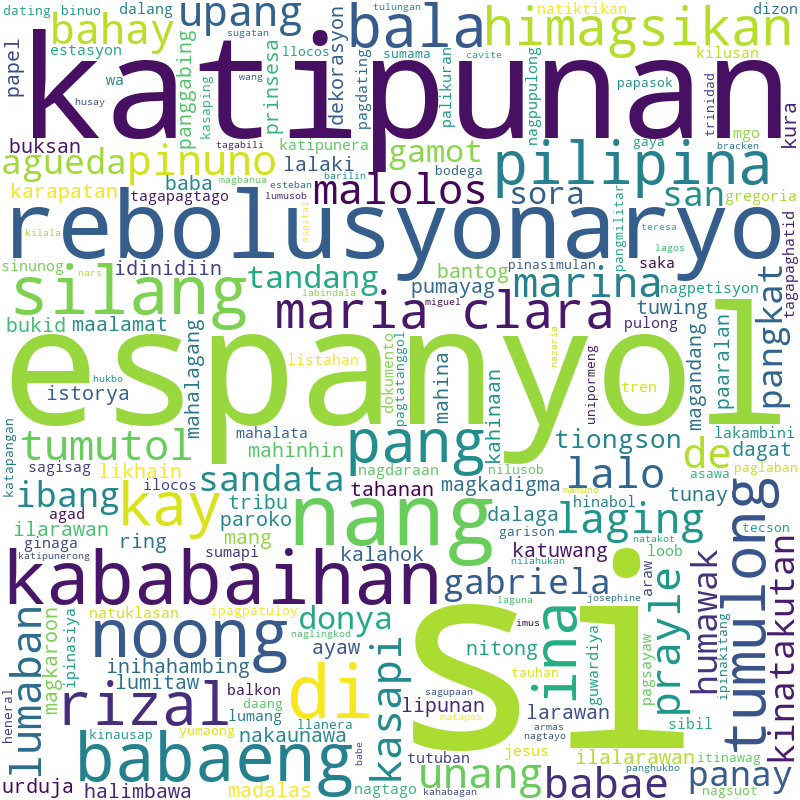 dating binuo dalang
upang
tulungan
bala
himagsikan
natiktikan
dizon
bahay
estasyon
wa
papel
katipunan
panggabing
kasaping
llocos
prinsesa
dekorasyon
wang
sugatan
husay
pagdating
sumama
cavite
palikuran
nagpupulong
gaya
papasok
kilusan
trinidad
mgo
bracken
kura
buksan
tagabili
katipunera
agueda
pinuno
lalaki
gamot
bodega
pilipina
karapatan
baba
magbanua
esteban
barilin
lumusob
malolos
sora
san
gregoria
tagapagtago
rebolusyonaryo
kilala
nars
ospital
pangmilitar
teresa
lagos
tagapaghatid
sinunog
idinidiin
tandang
bantog
pinasimulan
saka
nagpetisyon
silang
labindala
pumayag
marina
pangkat
bukid
maalamat
maria clara
miguel
tuwing
pulong
mahalagang
istorya
listahan
dokumento
pagtatanggol
mahina
kahinaan
unipormeng
magandang
paaralan
tren
hukbo
nazaria
espanyol
katapangan
tumutol
mahalata
mahinhin
pang
tiongson
de
lakambini
dagat
sagisag
likhain
nagdaraan
nilusob
asawa
paglaban
ibang
ilocos
sandata
tahanan
magkadigma
lalo
mamuno
tunay
tribu
hinabol
kay
nang
laging
tumulong
agad
ilarawan
ring
mang
paroko
dalaga
garison
tecson
ginaga
katipunerong
sumapi
kalahok
katuwang
natakot
loob
kababaihan
nilahukan
gabriela
araw
humawak
kinatakutan
lumaban
natuklasan
ipagpatuloy
laguna
josephine
ina
prayle
magkaroon
ipinasiya
noong
naglingkod
donya
imus
si
inihahambing
ayaw
kasapi
nitong
guwardiya
pagsayaw
ipinakitang
heneral
rizal
lumitaw
di
tauhan
balkon
daang
sagupaan
lipunan
larawan
sibil
kinausap
lumang
llanera
matapos
armas
nagtayo
yumaong
nakaunawa
babe
tutuban
jesus
ilalarawan
itinawag
babaeng
unang
panghukbo
panay
urduja
halimbawa
madalas
nagtago
kahabagan
babae
nagsuot